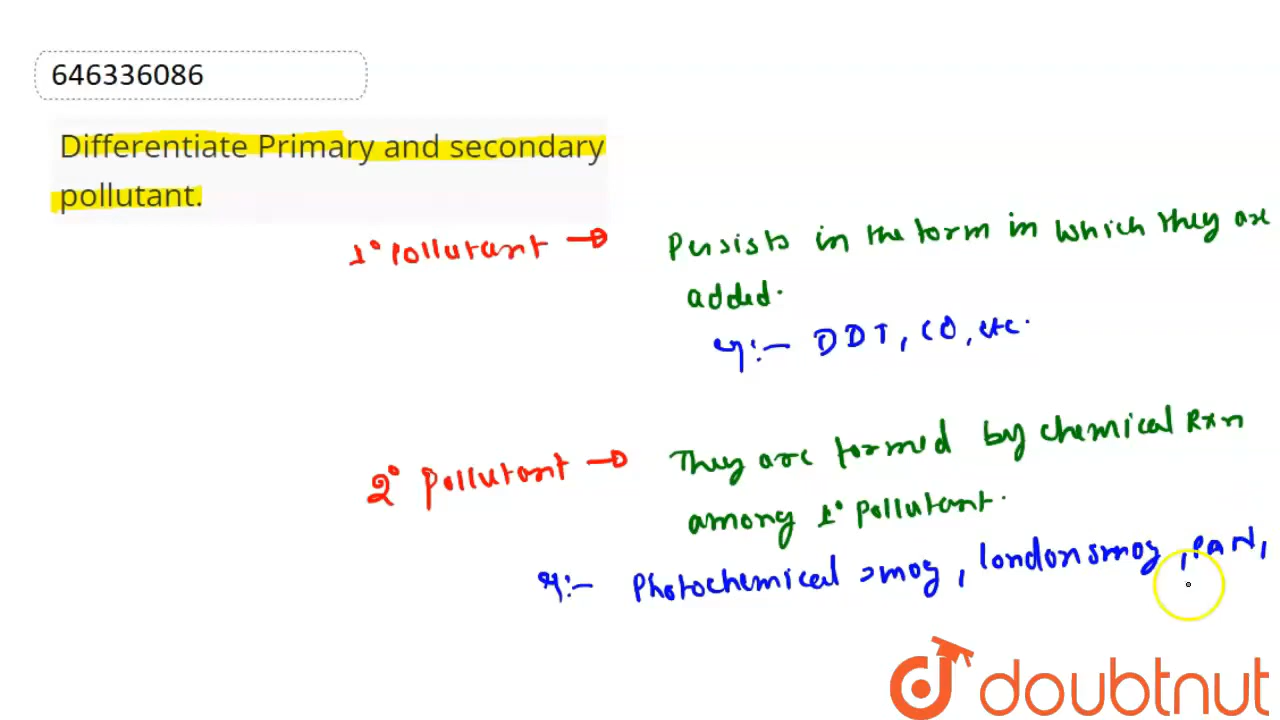 646336086
Differentiate Primary and secondary
pollutant.
1° Pollutant → Persists in the form in which they are
added.
eg:- DDT, CO, etc.
2° Pollutant → They are formed by chemical Rxn
among 1° Pollutant.
eg:- Photochemical smog, london smog, PAN,
doubtnut